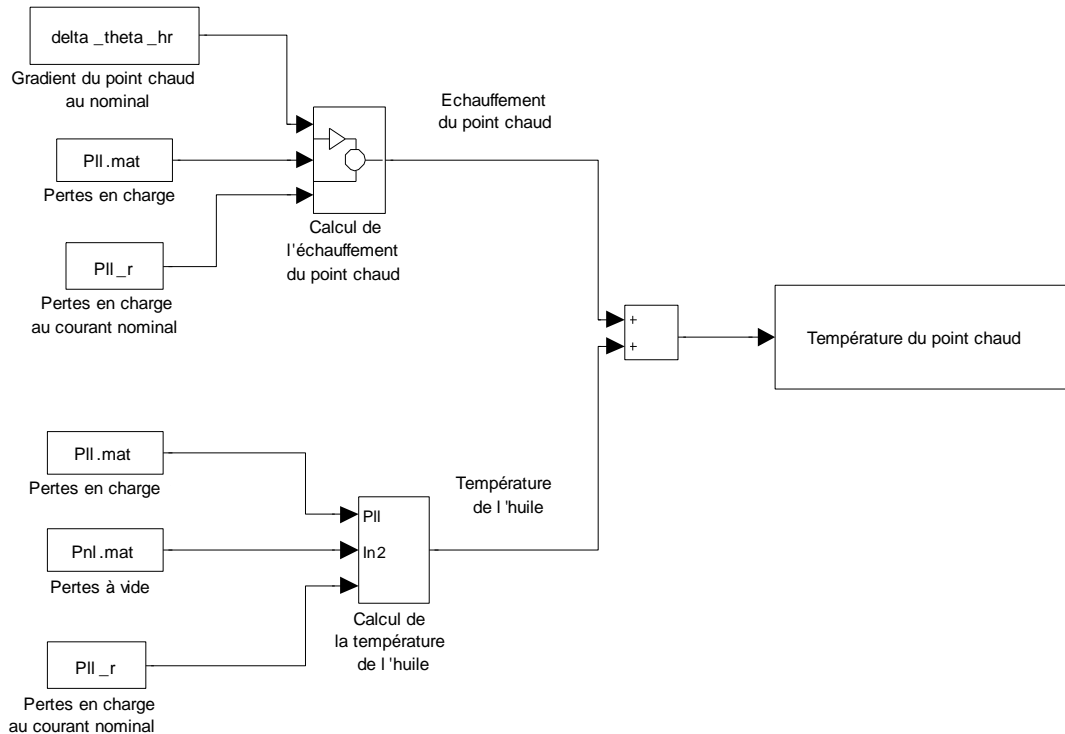 delta _theta _hr
Gradient du point chaud
au nominal
Pll .mat
Pertes en charge
Pll _r
Pertes en charge
au courant nominal
Calcul de
l'échauffement
du point chaud
Echauffement
du point chaud
+
+
Température du point chaud
Pll .mat
Pertes en charge
Pnl .mat
Pertes à vide
Pll _r
Pertes en charge
au courant nominal
Pll
In2
Calcul de
la température
de l 'huile
Température
de l 'huile